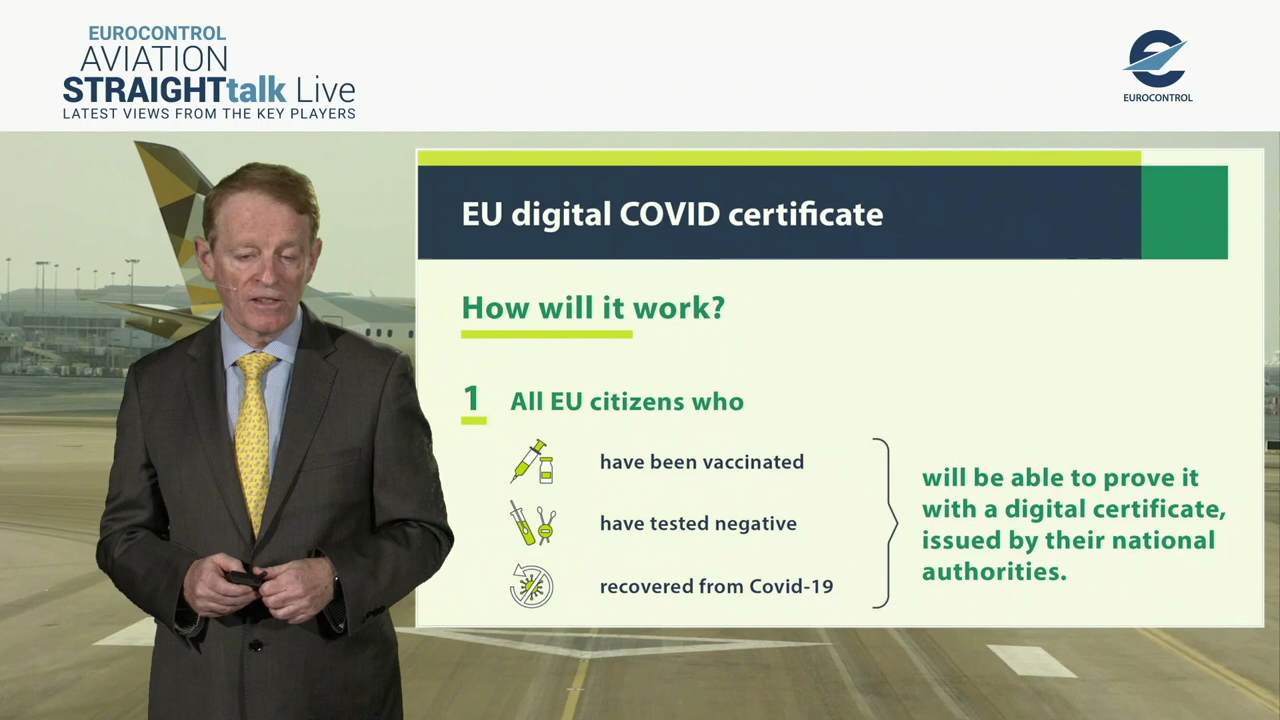 EUROCONTROL
AVIATION
STRAIGHTtalk Live
LATEST VIEWS FROM THE KEY PLAYERS
EUROCONTROL
EU digital COVID certificate
How will it work?
1 All EU citizens who
have been vaccinated
have tested negative
recovered from Covid-19
will be able to prove it
with a digital certificate,
issued by their national
authorities.